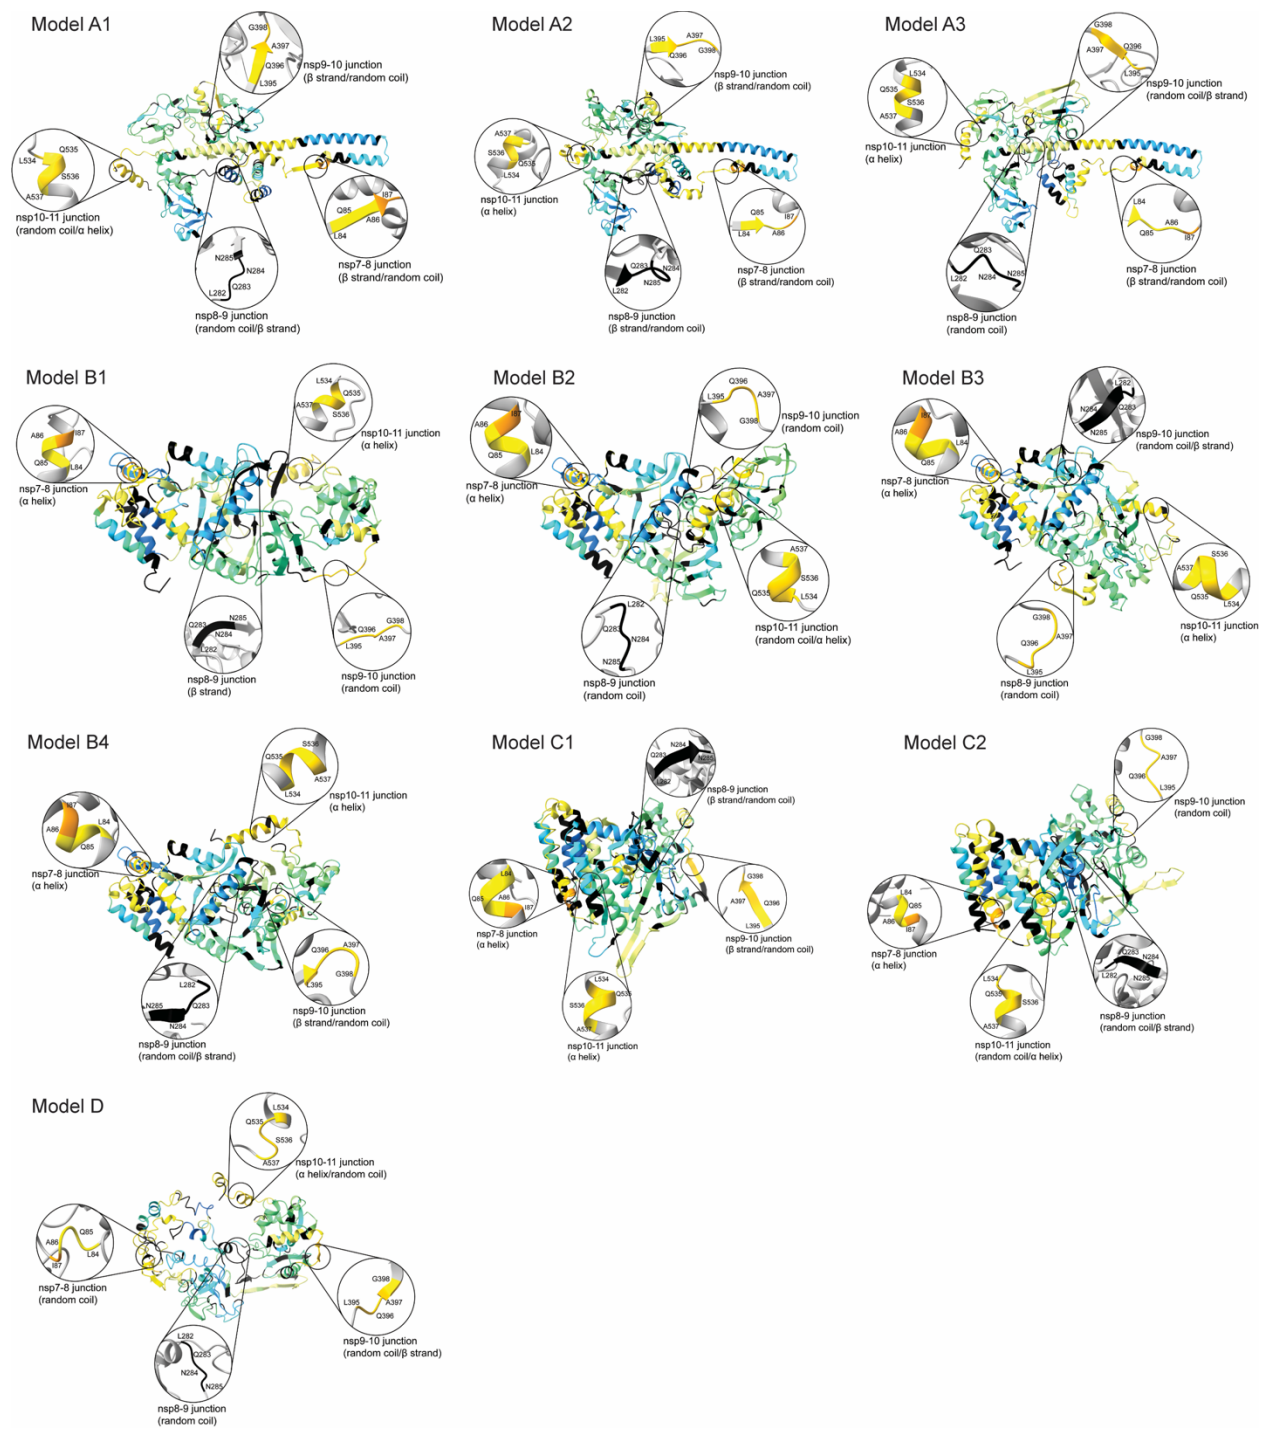 Model A1
G398
A397
Q396
L395
nsp9-10 junction
(β strand/random coil)
L534
Q535
S536
A537
nsp10-11 junction
(random coil/α helix)
Q85
I87
A86
L84
nsp7-8 junction
(β strand/random coil)
N285
N284
Q283
L282
nsp8-9 junction
(random coil/β strand)
Model A2
L395
A397
Q396
G398
nsp9-10 junction
(β strand/random coil)
A537
S536
Q535
L534
nsp10-11 junction
(α helix)
Q85
I87
L84
A86
nsp7-8 junction
(β strand/random coil)
Q283
N284
N285
L282
nsp8-9 junction
(β strand/random coil)
Model A3
G398
A397
Q396
L395
nsp9-10 junction
(random coil/β strand)
L534
Q535
S536
A537
nsp10-11 junction
(α helix)
L84
A86
Q85
I87
nsp7-8 junction
(β strand/random coil)
Q283
L282
N284
N285
nsp8-9 junction
(random coil)
Model B1
A86
I87
Q85
L84
nsp7-8 junction
(α helix)
L534
Q535
A537
S536
nsp10-11 junction
(α helix)
Q283
N285
N284
L282
nsp8-9 junction
(β strand)
Q396
G398
A397
L395
nsp9-10 junction
(random coil)
Model B2
I87
A86
L84
Q85
nsp7-8 junction
(α helix)
Q396
L395
A397
G398
nsp9-10 junction
(random coil)
A537
S536
Q535
L534
nsp10-11 junction
(random coil/α helix)
L282
Q283
N284
N285
nsp8-9 junction
(random coil)
Model B3
I87
A86
L84
Q85
nsp7-8 junction
(α helix)
L282
Q283
N284
N285
nsp9-10 junction
(random coil/β strand)
S536
A537
Q535
L534
nsp10-11 junction
(α helix)
G398
A397
Q396
L395
nsp8-9 junction
(random coil)
Model B4
S536
Q535
A537
L534
nsp10-11 junction
(α helix)
I87
L84
A86
Q85
nsp7-8 junction
(α helix)
L282
N285
Q283
N284
nsp8-9 junction
(random coil/β strand)
Q396
A397
G398
L395
nsp9-10 junction
(β strand/random coil)
Model C1
N284
Q283
N285
L282
nsp8-9 junction
(β strand/random coil)
L84
Q85
A86
I87
nsp7-8 junction
(α helix)
G398
A397
Q396
L395
nsp9-10 junction
(β strand/random coil)
L534
Q535
S536
A537
nsp10-11 junction
(α helix)
Model C2
G398
A397
Q396
L395
nsp9-10 junction
(random coil)
L84
Q85
A86
I87
nsp7-8 junction
(α helix)
L534
Q535
S536
A537
nsp10-11 junction
(random coil/α helix)
Q283
N284
L282
N285
nsp8-9 junction
(random coil/β strand)
Model D
L534
Q535
S536
A537
nsp10-11 junction
(α helix/random coil)
Q85
A86
L84
I87
nsp7-8 junction
(random coil)
G398
L395
A397
Q396
nsp9-10 junction
(random coil/β strand)
L282
Q283
N284
N285
nsp8-9 junction
(random coil)